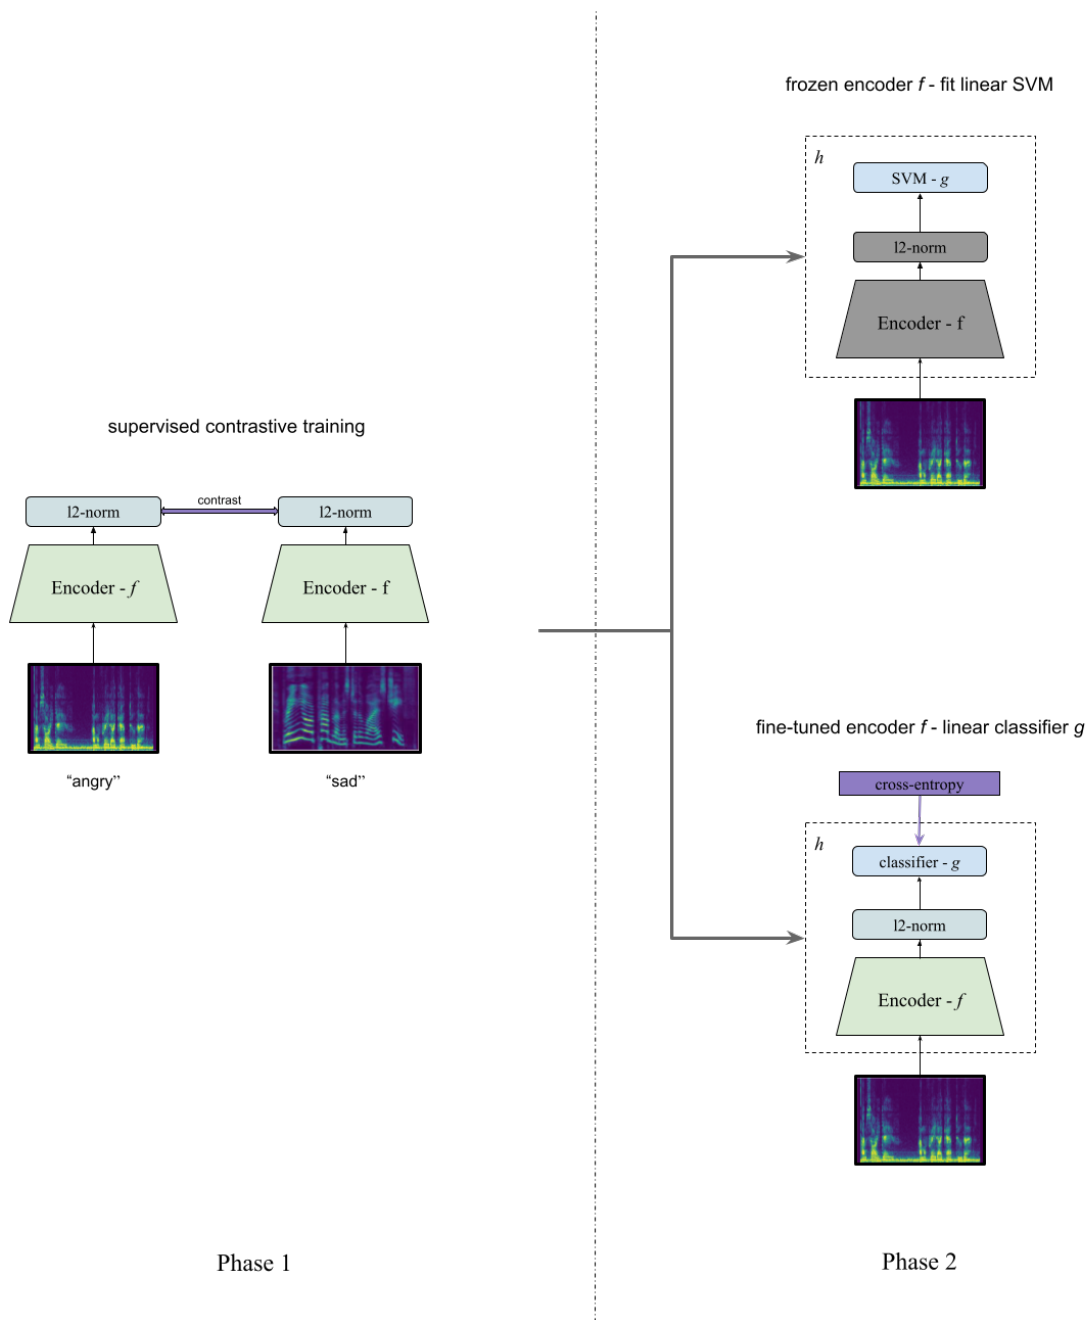 supervised contrastive training
l2-norm
contrast
l2-norm
Encoder - f
Encoder - f
“angry”
“sad”
Phase 1
frozen encoder f - fit linear SVM
h
SVM - g
l2-norm
Encoder - f
fine-tuned encoder f - linear classifier g
cross-entropy
h
classifier - g
l2-norm
Encoder - f
Phase 2